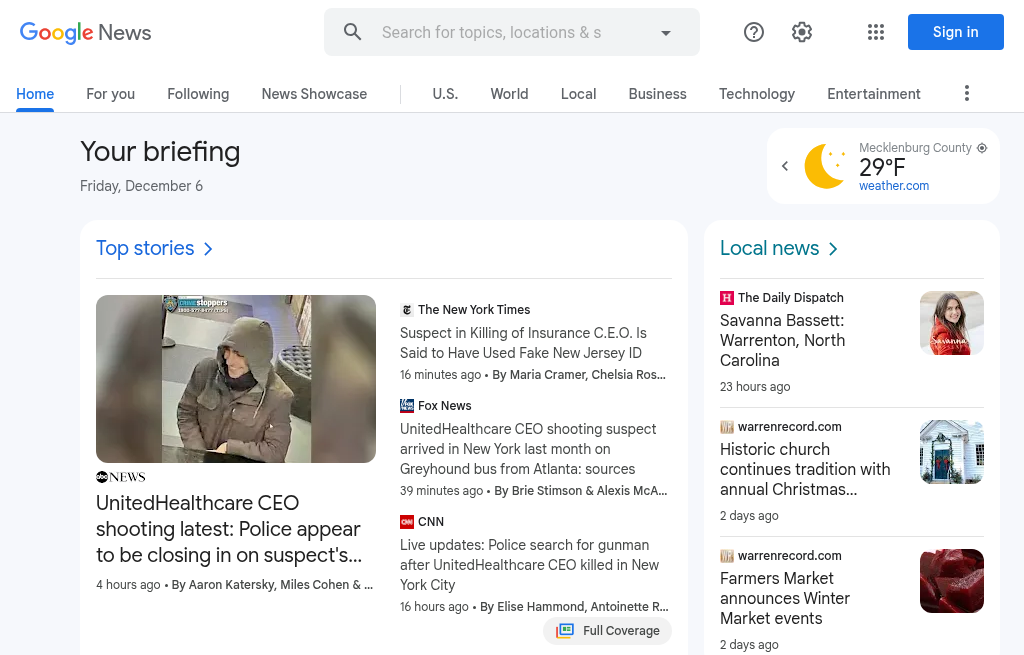 Google News
Search for topics, locations & s
Sign in
Home
For you
Following
News Showcase
U.S.
World
Local
Business
Technology
Entertainment
Your briefing
Friday, December 6
Mecklenburg County
29°F
weather.com
Top stories
CRIMEstoppers
1800-577-8477 (TIPS)
abc NEWS
UnitedHealthcare CEO
shooting latest: Police appear
to be closing in on suspect's...
4 hours ago • By Aaron Katersky, Miles Cohen & ...
The New York Times
Suspect in Killing of Insurance C.E.O. Is
Said to Have Used Fake New Jersey ID
16 minutes ago • By Maria Cramer, Chelsia Ros...
Fox News
UnitedHealthcare CEO shooting suspect
arrived in New York last month on
Greyhound bus from Atlanta: sources
39 minutes ago • By Brie Stimson & Alexis McA...
CNN
Live updates: Police search for gunman
after UnitedHealthcare CEO killed in New
York City
16 hours ago • By Elise Hammond, Antoinette R...
Full Coverage
Local news
H The Daily Dispatch
Savanna Bassett:
Warrenton, North
Carolina
23 hours ago
warrenrecord.com
Historic church
continues tradition with
annual Christmas...
2 days ago
warrenrecord.com
Farmers Market
announces Winter
Market events
2 days ago